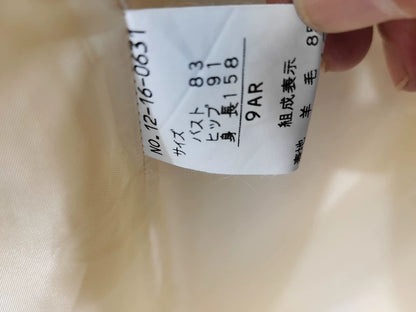 NO. 12-16-0631
サイズ
バスト 83
ヒップ 91
身長 158
9AR
組成表示
羊毛